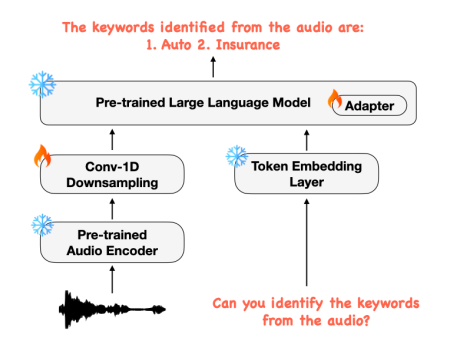 The keywords identified from the audio are:
1. Auto 2. Insurance
Pre-trained Large Language Model
Adapter
Conv-1D
Downsampling
Token Embedding
Layer
Pre-trained
Audio Encoder
Can you identify the keywords
from the audio?